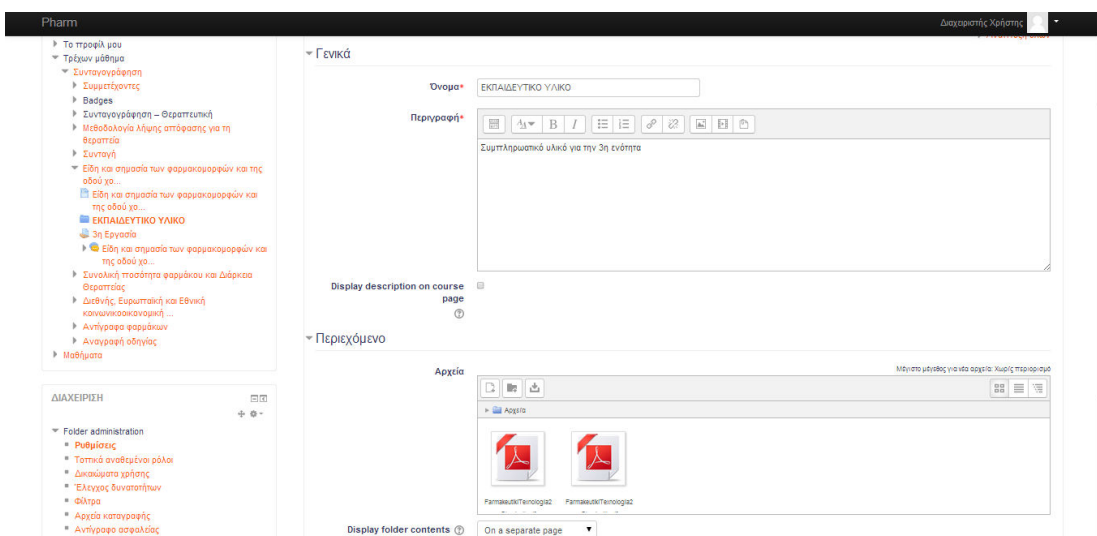 Pharm
Διαχειριστής Χρήστης
Το προφίλ μου
Τρέχων μάθημα
Συνταγογράφηση
Συμμετέχοντες
Badges
Συνταγογράφηση – Θεραπευτική
Μεθοδολογία λήψης απόφασης για τη
θεραπεία
Συνταγή
Είδη και σημασία των φαρμακομορφών και της
οδού χο...
Είδη και σημασία των φαρμακομορφών και
της οδού χο...
ΕΚΠΑΙΔΕΥΤΙΚΟ ΥΛΙΚΟ
3η Εργασία
Είδη και σημασία των φαρμακομορφών και
της οδού χο...
Συνολική ποσότητα φαρμάκου και Διάρκεια
Θεραπείας
Διεθνής, Ευρωπαϊκή και Εθνική
κοινωνικοοικονομική ...
Αντίγραφα φαρμάκων
Αναγραφή οδηγίας
Μαθήματα
ΔΙΑΧΕΙΡΙΣΗ
Folder administration
Ρυθμίσεις
Τοπικά αναθεμένοι ρόλοι
Δικαιώματα χρήσης
Έλεγχος δυνατοτήτων
Φίλτρα
Αρχεία καταγραφής
Αντίγραφο ασφαλείας
Γενικά
Όνομα*
ΕΚΠΑΙΔΕΥΤΙΚΟ ΥΛΙΚΟ
Περιγραφή*
Συμπληρωατικό υλικό για την 3η ενότητα
Display description on course
page
Περιεχόμενο
Αρχεία
Μέγιστο μέγεθος για νέα αρχεία: Χωρίς περιορισμό
Αρχεία
FarmakeutikiTexnologia2
FarmakeutikiTexnologia2
Display folder contents
On a separate page